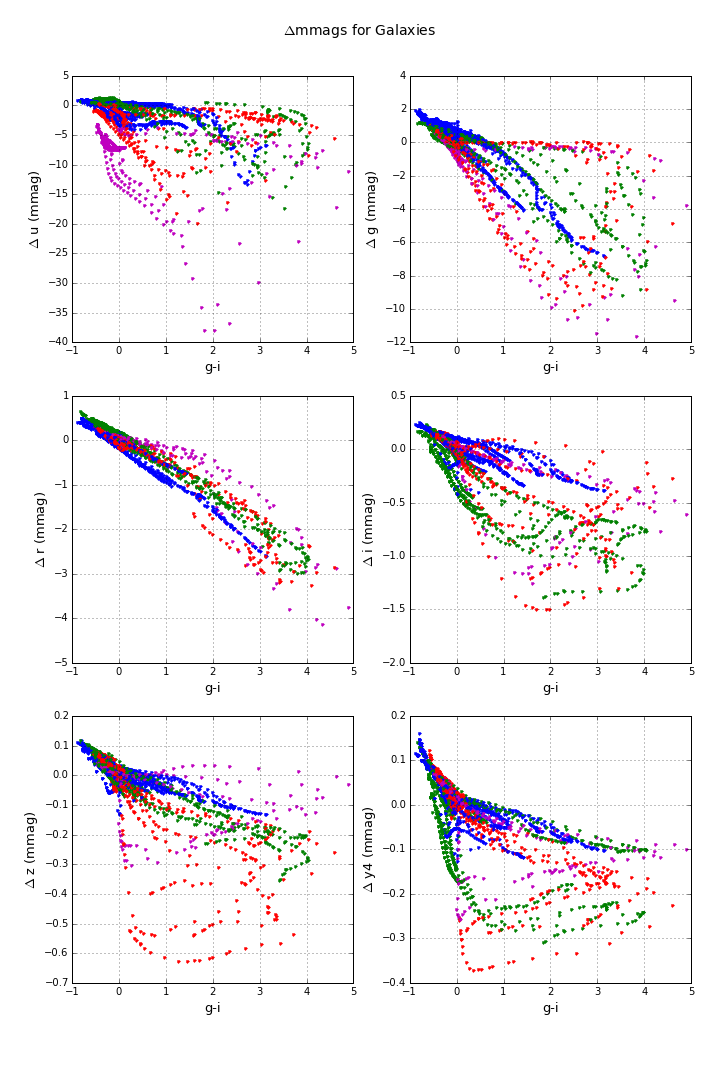 Δmmags for Galaxies
5
0
−5
−10
−15
−20
−25
−30
−35
−40
Δ u (mmag)
−1 0 1 2 3 4 5
g-i
4
2
0
−2
−4
−6
−8
−10
−12
Δ g (mmag)
−1 0 1 2 3 4 5
g-i
1
0
−1
−2
−3
−4
−5
Δ r (mmag)
−1 0 1 2 3 4 5
g-i
0.5
0.0
−0.5
−1.0
−1.5
−2.0
Δ i (mmag)
−1 0 1 2 3 4 5
g-i
0.2
0.1
0.0
−0.1
−0.2
−0.3
−0.4
−0.5
−0.6
−0.7
Δ z (mmag)
−1 0 1 2 3 4 5
g-i
0.2
0.1
0.0
−0.1
−0.2
−0.3
−0.4
Δ y4 (mmag)
−1 0 1 2 3 4 5
g-i